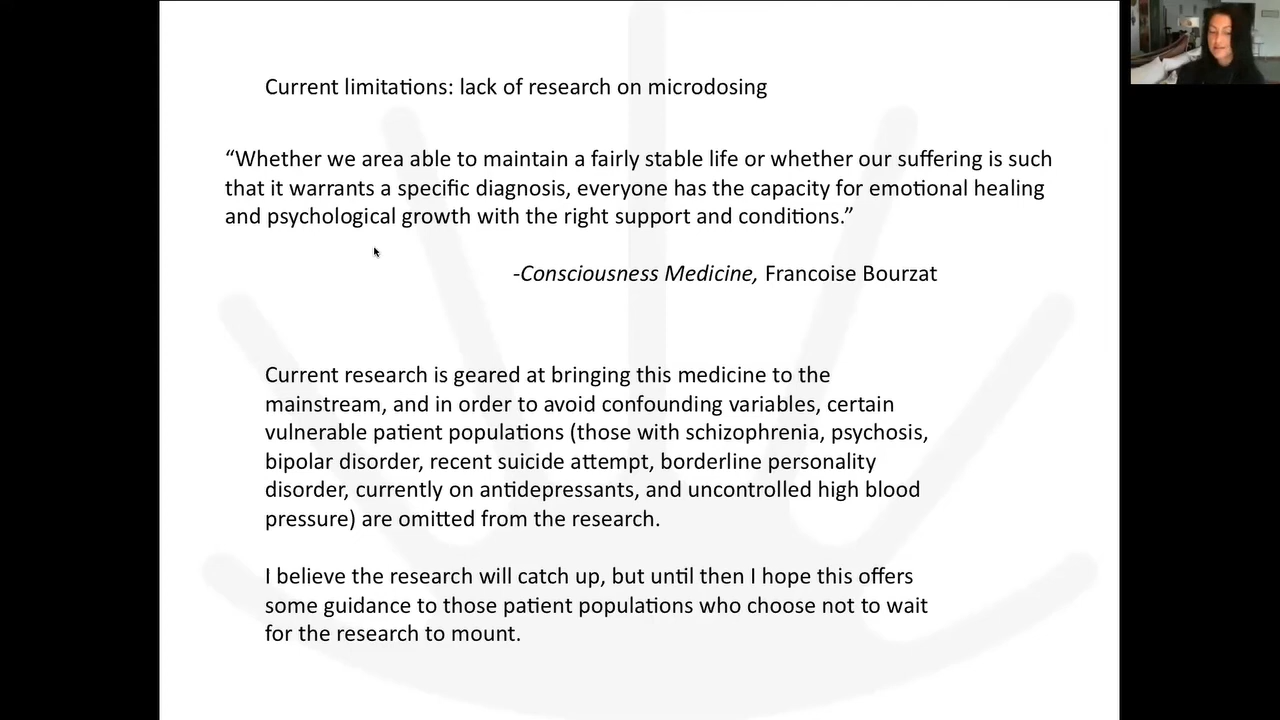 Current limitations: lack of research on microdosing
“Whether we area able to maintain a fairly stable life or whether our suffering is such
that it warrants a specific diagnosis, everyone has the capacity for emotional healing
and psychological growth with the right support and conditions.”
-Consciousness Medicine, Francoise Bourzat
Current research is geared at bringing this medicine to the
mainstream, and in order to avoid confounding variables, certain
vulnerable patient populations (those with schizophrenia, psychosis,
bipolar disorder, recent suicide attempt, borderline personality
disorder, currently on antidepressants, and uncontrolled high blood
pressure) are omitted from the research.
I believe the research will catch up, but until then I hope this offers
some guidance to those patient populations who choose not to wait
for the research to mount.